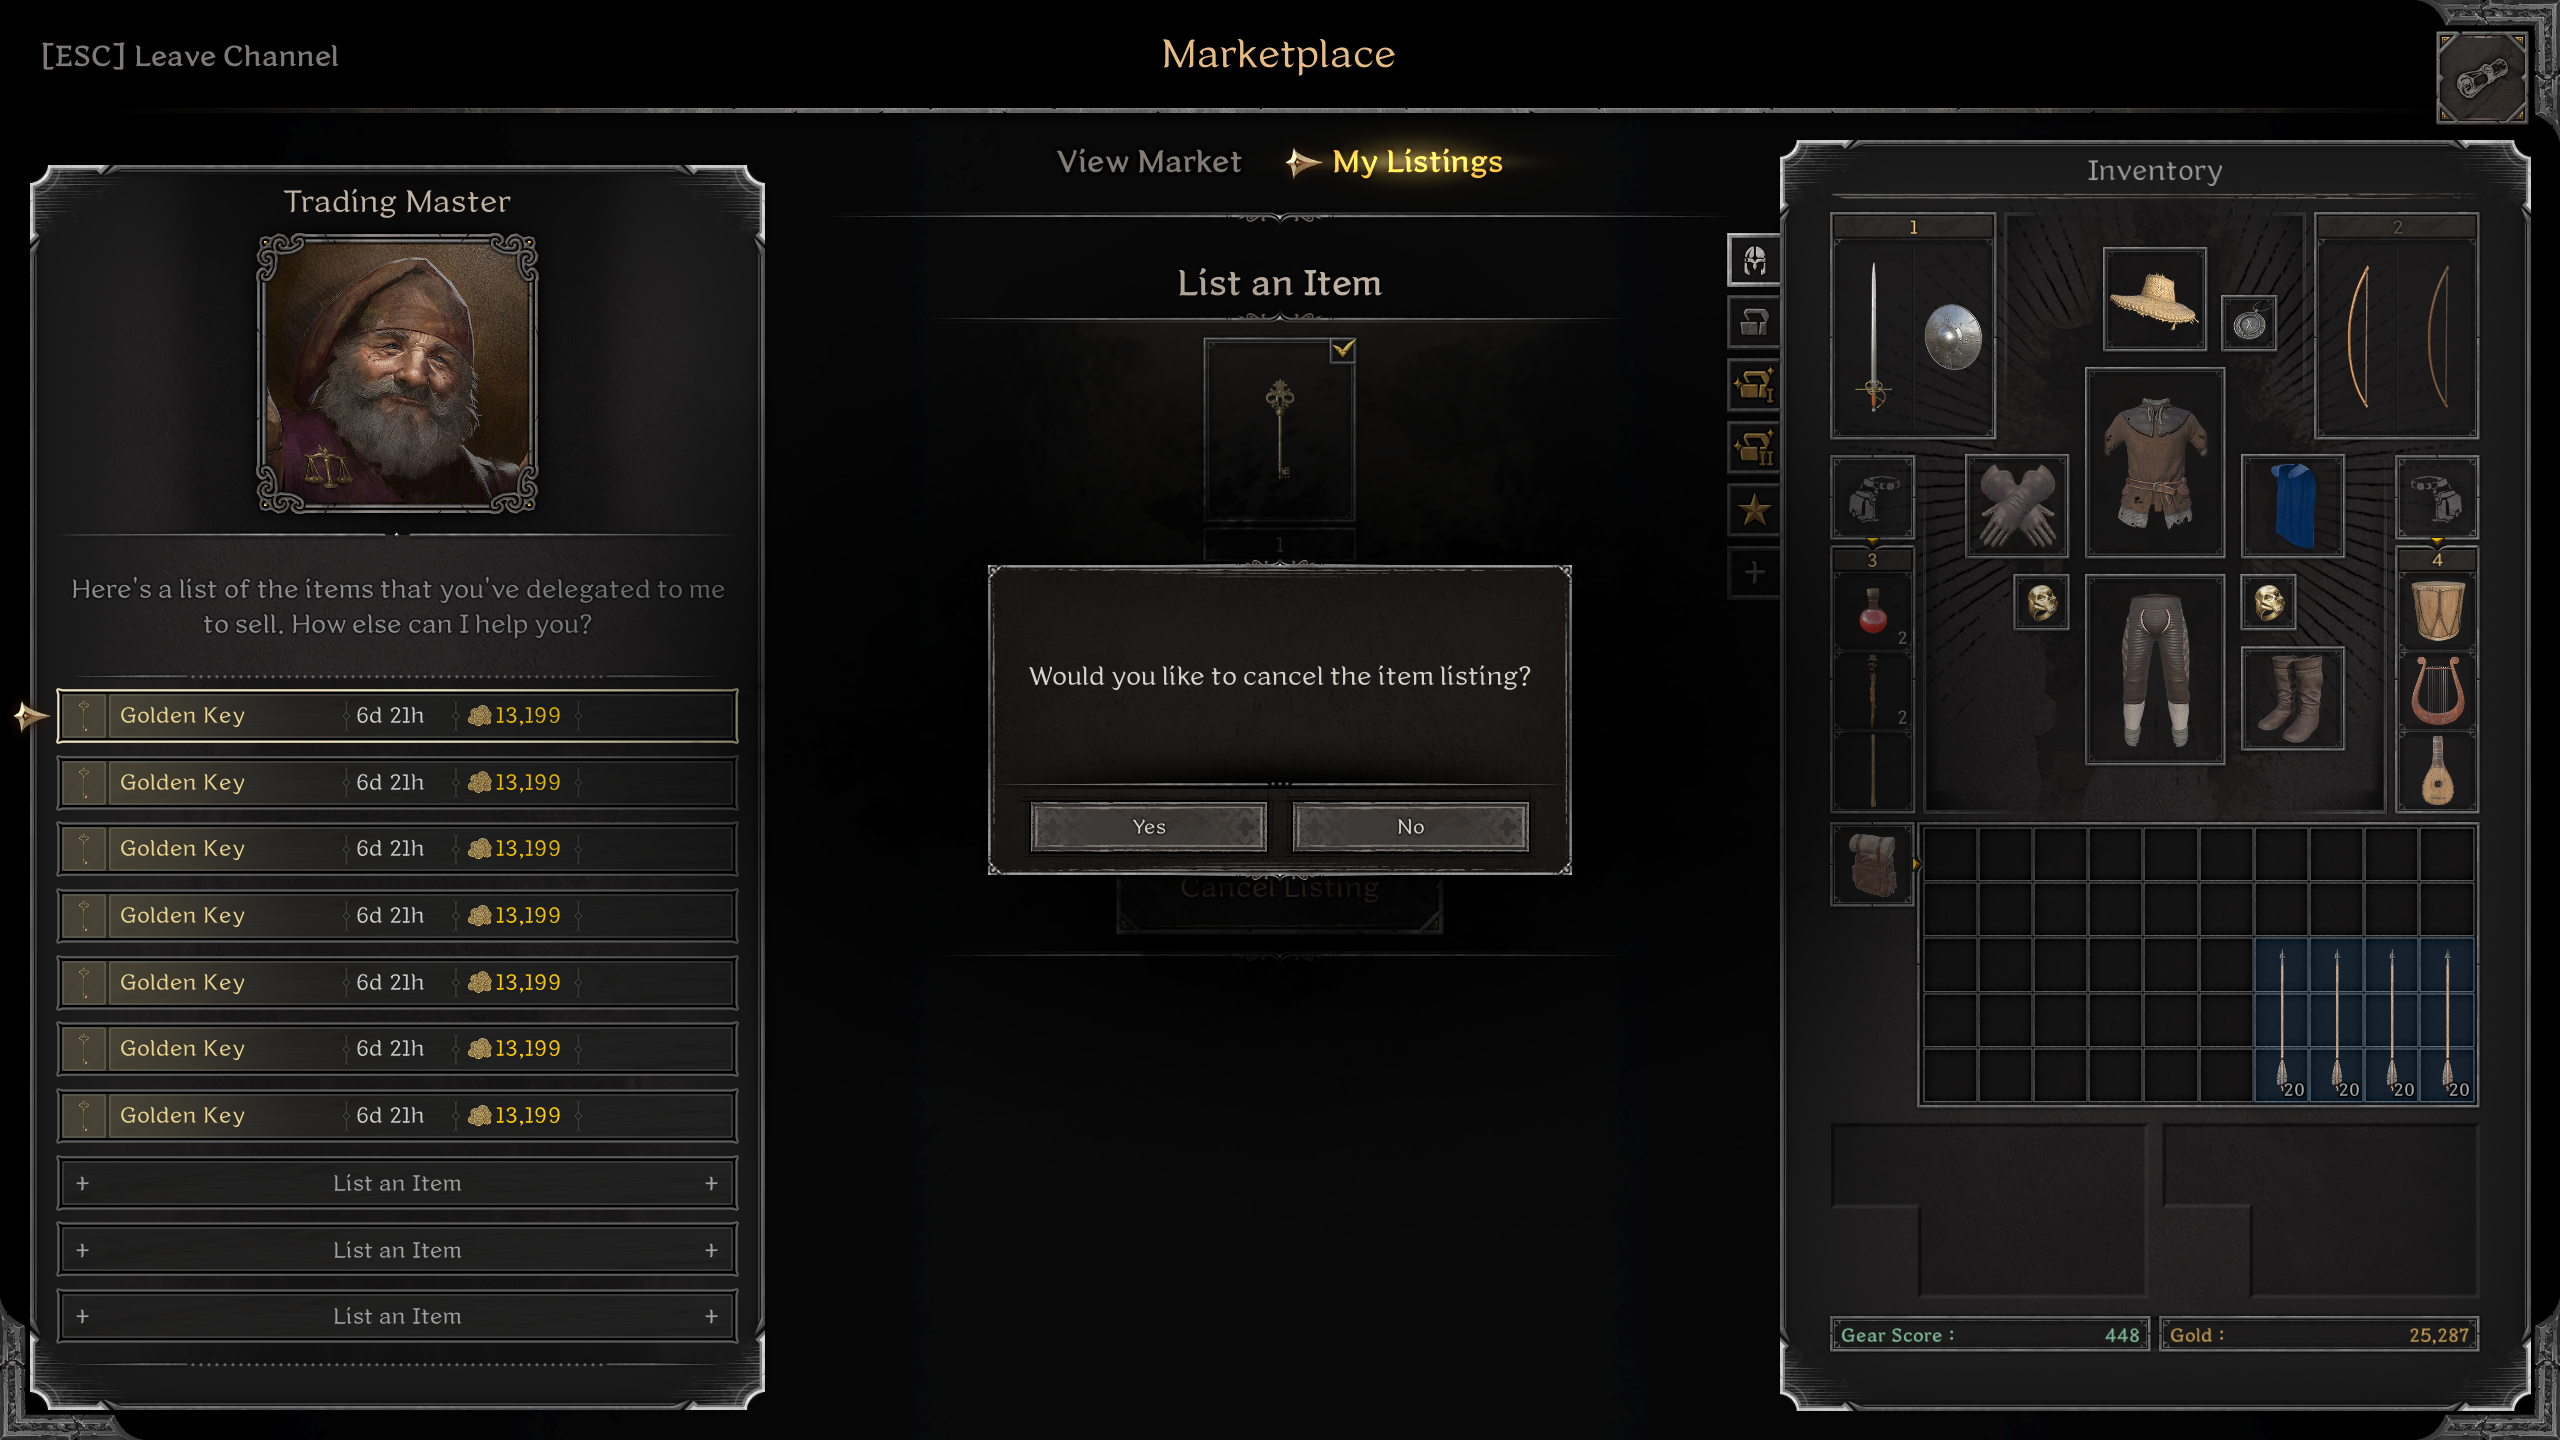 [ESC] Leave Channel
Marketplace
View Market
My Listings
Trading Master
Here's a list of the items that you've delegated to me
to sell. How else can I help you?
Golden Key 6d 21h 13,199
Golden Key 6d 21h 13,199
Golden Key 6d 21h 13,199
Golden Key 6d 21h 13,199
Golden Key 6d 21h 13,199
Golden Key 6d 21h 13,199
Golden Key 6d 21h 13,199
+ List an Item +
+ List an Item +
+ List an Item +
List an Item
1
Would you like to cancel the item listing?
Yes
No
Cancel Listing
I
II
+
Inventory
1
2
3
4
2
2
20
20
20
20
Gear Score : 448
Gold : 25,287